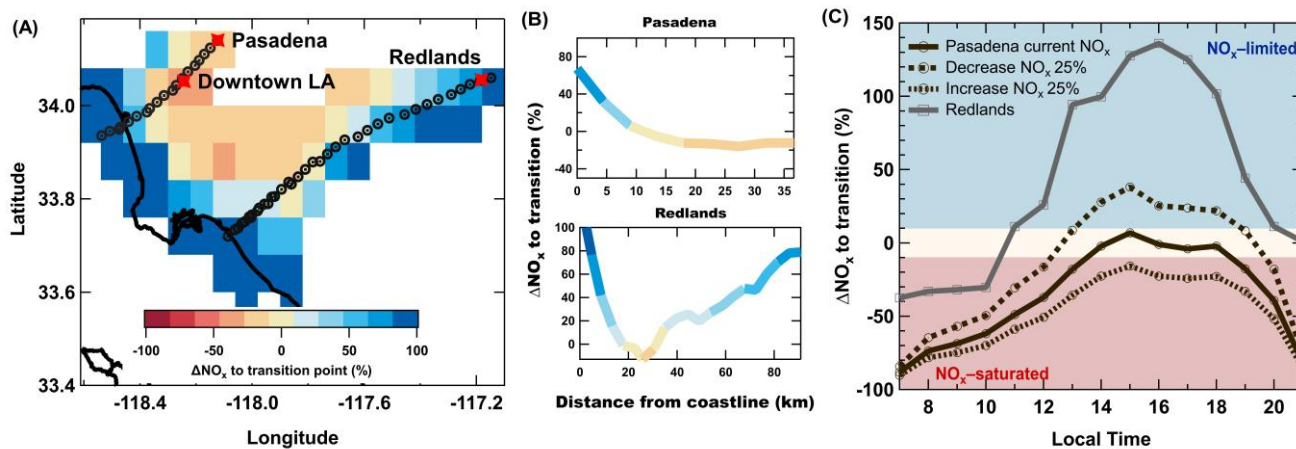 (A)
Pasadena
Redlands
Downtown LA
Latitude
34.0
33.8
33.6
33.4
-100 -50 0 50 100
ΔNOₓ to transition point (%)
-118.4 -118.0 -117.6 -117.2
Longitude
(B)
Pasadena
80
40
0
-40
0 5 10 15 20 25 30 35
ΔNOₓ to transition (%)
Redlands
100
80
60
40
20
0
0 20 40 60 80
Distance from coastline (km)
(C)
ΔNOₓ to transition (%)
150
100
50
0
-50
-100
Pasadena current NOₓ
Decrease NOₓ 25%
Increase NOₓ 25%
Redlands
NOₓ–limited
NOₓ–saturated
8 10 12 14 16 18 20
Local Time